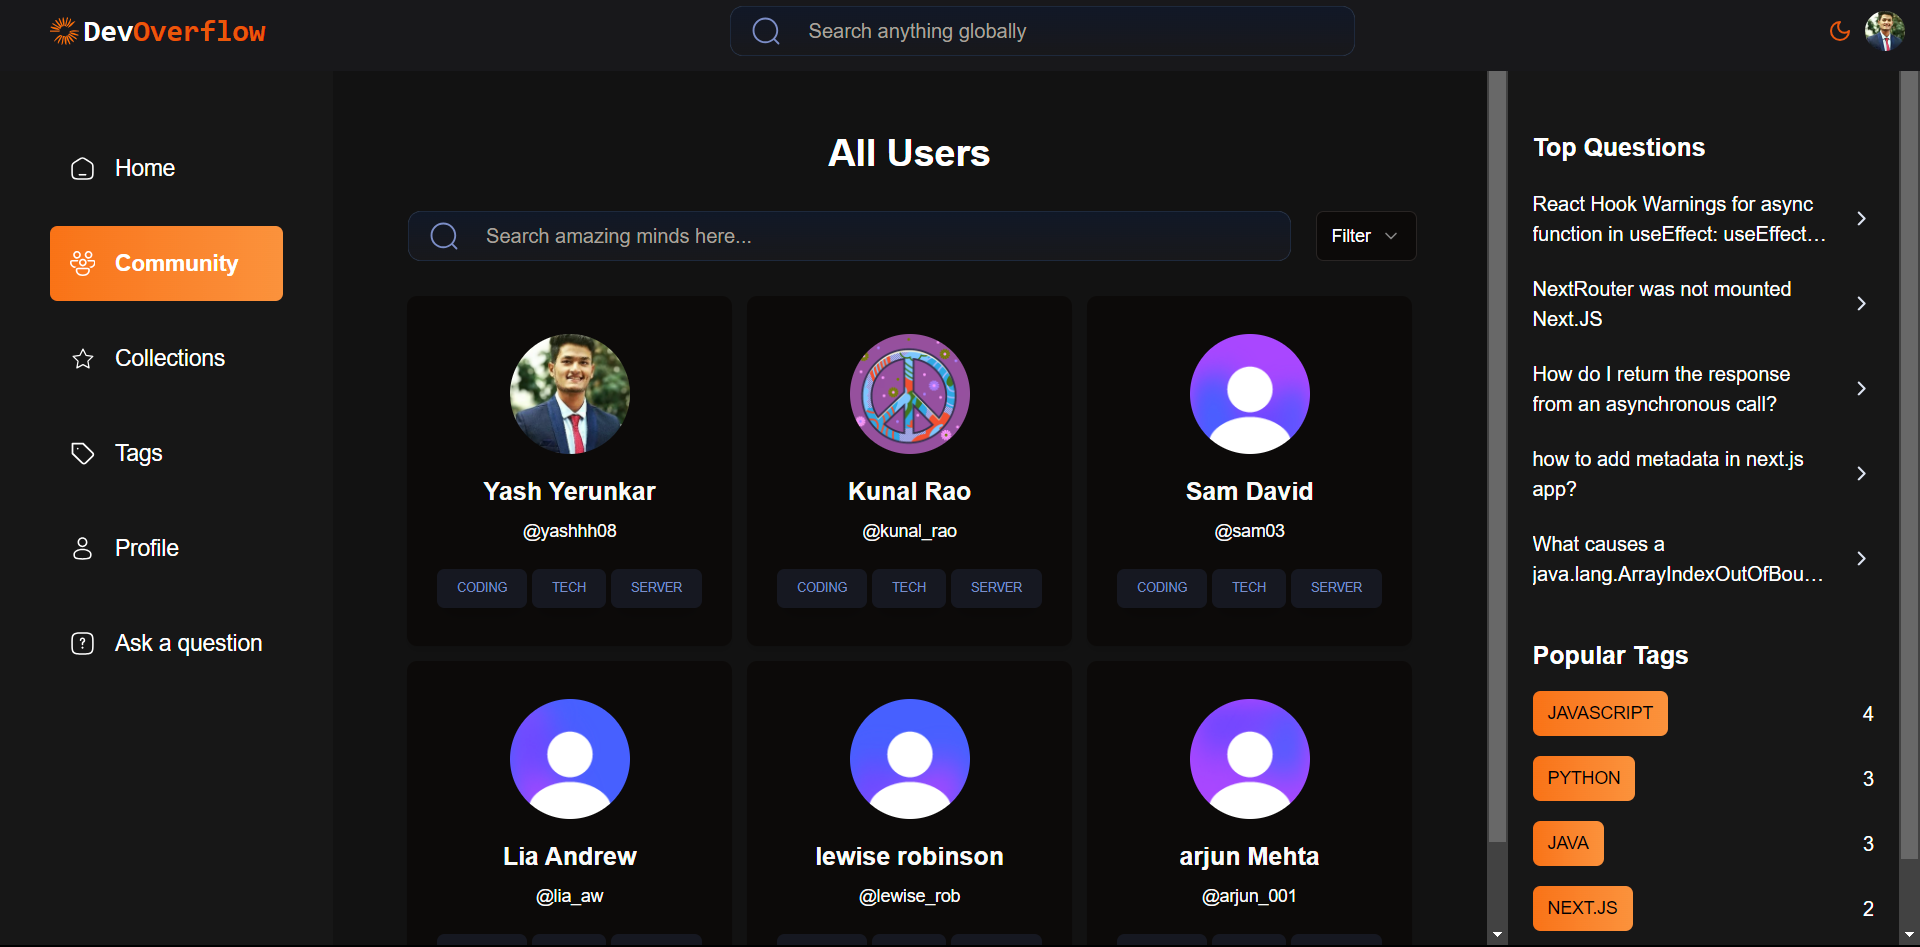 DevOverflow
Search anything globally
Home
Community
Collections
Tags
Profile
Ask a question
All Users
Search amazing minds here...
Filter
Yash Yerunkar
@yashhh08
CODING TECH SERVER
Kunal Rao
@kunal_rao
CODING TECH SERVER
Sam David
@sam03
CODING TECH SERVER
Lia Andrew
@lia_aw
lewise robinson
@lewise_rob
arjun Mehta
@arjun_001
Top Questions
React Hook Warnings for async
function in useEffect: useEffect…
NextRouter was not mounted
Next.JS
How do I return the response
from an asynchronous call?
how to add metadata in next.js
app?
What causes a
java.lang.ArrayIndexOutOfBou…
Popular Tags
JAVASCRIPT 4
PYTHON 3
JAVA 3
NEXT.JS 2